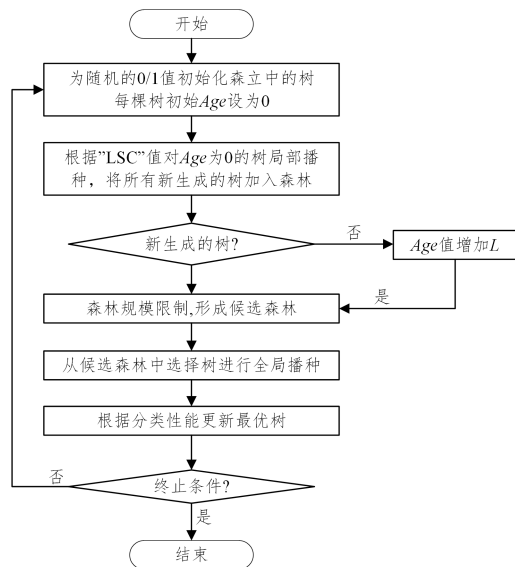 开始
为随机的0/1值初始化森立中的树
每棵树初始Age设为0
根据”LSC”值对Age为0的树局部播
种，将所有新生成的树加入森林
新生成的树?
否
Age值增加L
是
森林规模限制,形成候选森林
从候选森林中选择树进行全局播种
根据分类性能更新最优树
否
终止条件?
是
结束